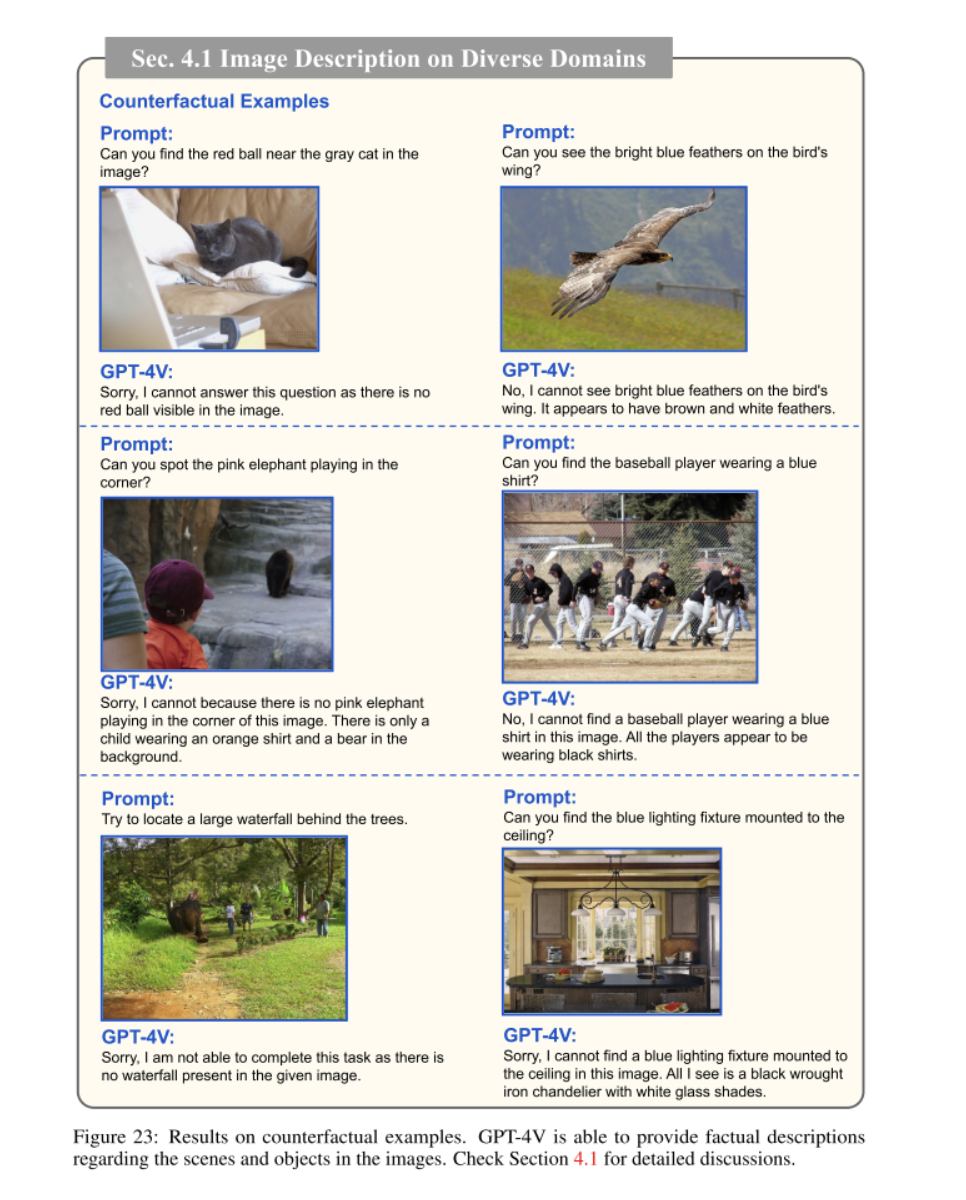 Sec. 4.1 Image Description on Diverse Domains
Counterfactual Examples
Prompt:
Can you find the red ball near the gray cat in the
image?
GPT-4V:
Sorry, I cannot answer this question as there is no
red ball visible in the image.
Prompt:
Can you see the bright blue feathers on the bird's
wing?
GPT-4V:
No, I cannot see bright blue feathers on the bird's
wing. It appears to have brown and white feathers.
Prompt:
Can you spot the pink elephant playing in the
corner?
GPT-4V:
Sorry, I cannot because there is no pink elephant
playing in the corner of this image. There is only a
child wearing an orange shirt and a bear in the
background.
Prompt:
Can you find the baseball player wearing a blue
shirt?
GPT-4V:
No, I cannot find a baseball player wearing a blue
shirt in this image. All the players appear to be
wearing black shirts.
Prompt:
Try to locate a large waterfall behind the trees.
GPT-4V:
Sorry, I am not able to complete this task as there is
no waterfall present in the given image.
Prompt:
Can you find the blue lighting fixture mounted to the
ceiling?
GPT-4V:
Sorry, I cannot find a blue lighting fixture mounted to
the ceiling in this image. All I see is a black wrought
iron chandelier with white glass shades.
Figure 23: Results on counterfactual examples. GPT-4V is able to provide factual descriptions
regarding the scenes and objects in the images. Check Section 4.1 for detailed discussions.